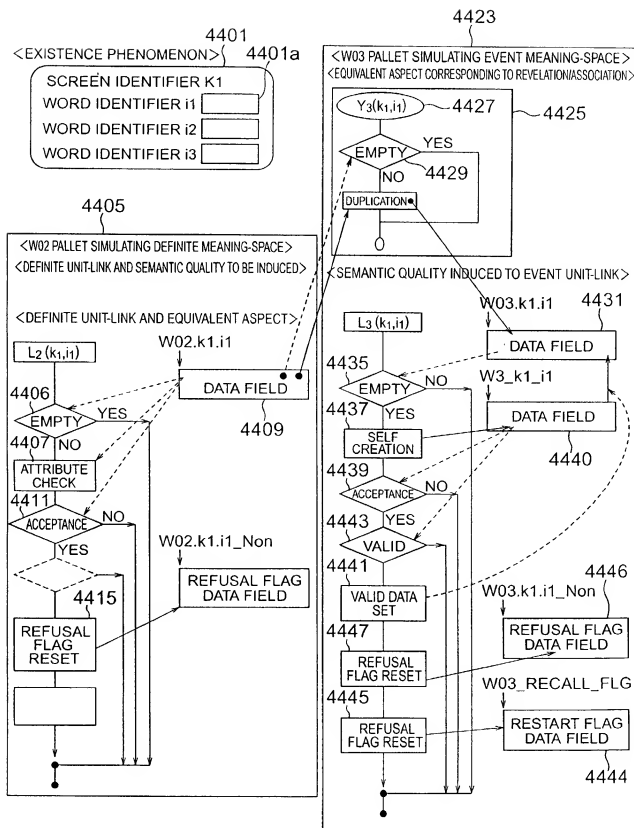 4401
<EXISTENCE PHENOMENON>
4401a
SCREEN IDENTIFIER K1
WORD IDENTIFIER i1
WORD IDENTIFIER i2
WORD IDENTIFIER i3
4423
<W03 PALLET SIMULATING EVENT MEANING-SPACE>
<EQUIVALENT ASPECT CORRESPONDING TO REVELATION/ASSOCIATION>
Y3(k1,i1)
4427
4425
EMPTY
YES
4429
NO
DUPLICATION
4405
<W02 PALLET SIMULATING DEFINITE MEANING-SPACE>
<DEFINITE UNIT-LINK AND SEMANTIC QUALITY TO BE INDUCED>
<DEFINITE UNIT-LINK AND EQUIVALENT ASPECT>
L2(k1,i1)
W02.k1.i1
DATA FIELD
4409
4406
EMPTY
YES
4407
NO
ATTRIBUTE
CHECK
4411
ACCEPTANCE
NO
YES
W02.k1.i1_Non
REFUSAL FLAG
DATA FIELD
4415
REFUSAL
FLAG
RESET
<SEMANTIC QUALITY INDUCED TO EVENT UNIT-LINK>
L3(k1,i1)
W03.k1.i1
4431
DATA FIELD
4435
EMPTY
NO
YES
W3_k1_i1
DATA FIELD
4440
4437
SELF
CREATION
4439
ACCEPTANCE
NO
YES
4443
VALID
4441
VALID DATA
SET
W03.k1.i1_Non
4446
REFUSAL FLAG
DATA FIELD
4447
REFUSAL
FLAG RESET
W03_RECALL_FLG
4445
REFUSAL
FLAG RESET
RESTART FLAG
DATA FIELD
4444